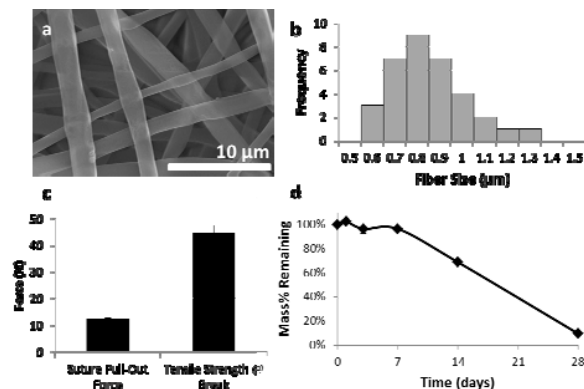 a
10 µm
b
Frequency
10
8
6
4
2
0
0.5 0.6 0.7 0.8 0.9 1 1.1 1.2 1.3 1.4 1.5
Fiber Size (µm)
c
Force (N)
50
40
30
20
10
0
Suture Pull-Out Force
Tensile Strength @ Break
d
Mass% Remaining
100%
80%
60%
40%
20%
0%
0 7 14 21 28
Time (days)